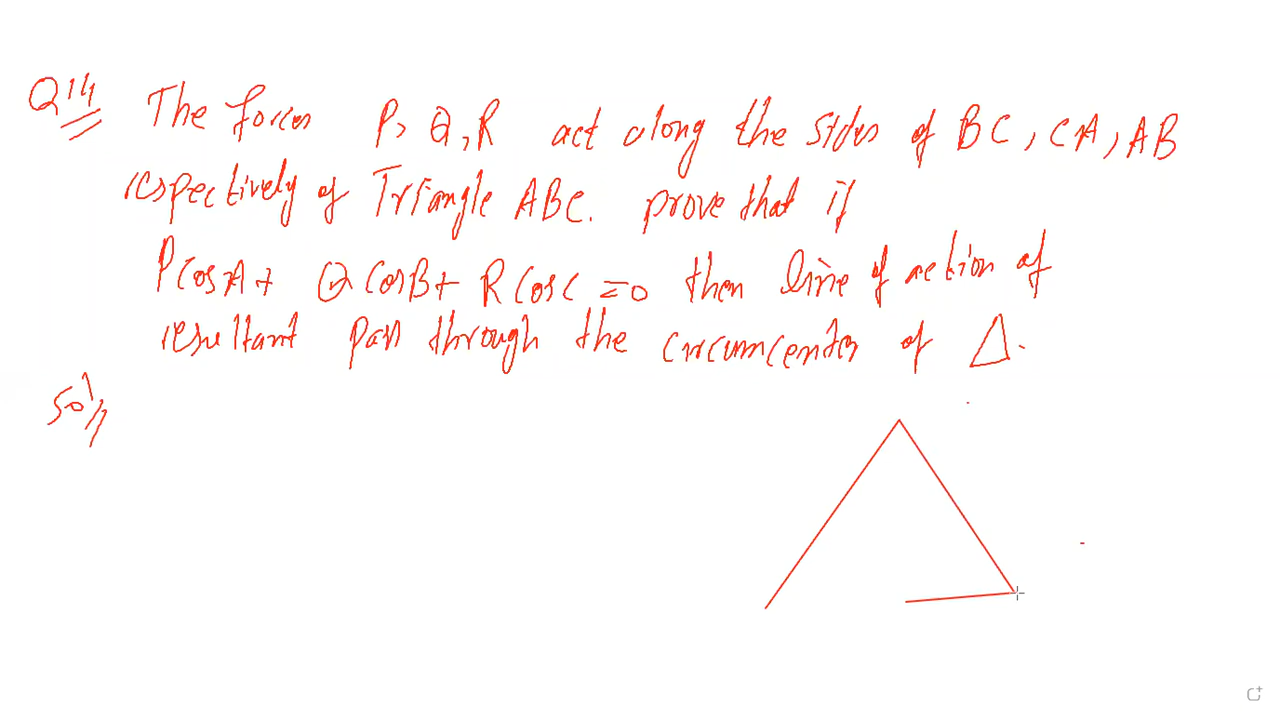 Q14 The forces P, Q, R act along the sides of BC, CA, AB
respectively of Triangle ABC. prove that if
P cosA + Q cosB + R cosC = 0 then line of action of
resultant pass through the circumcenter of Δ.
Soln